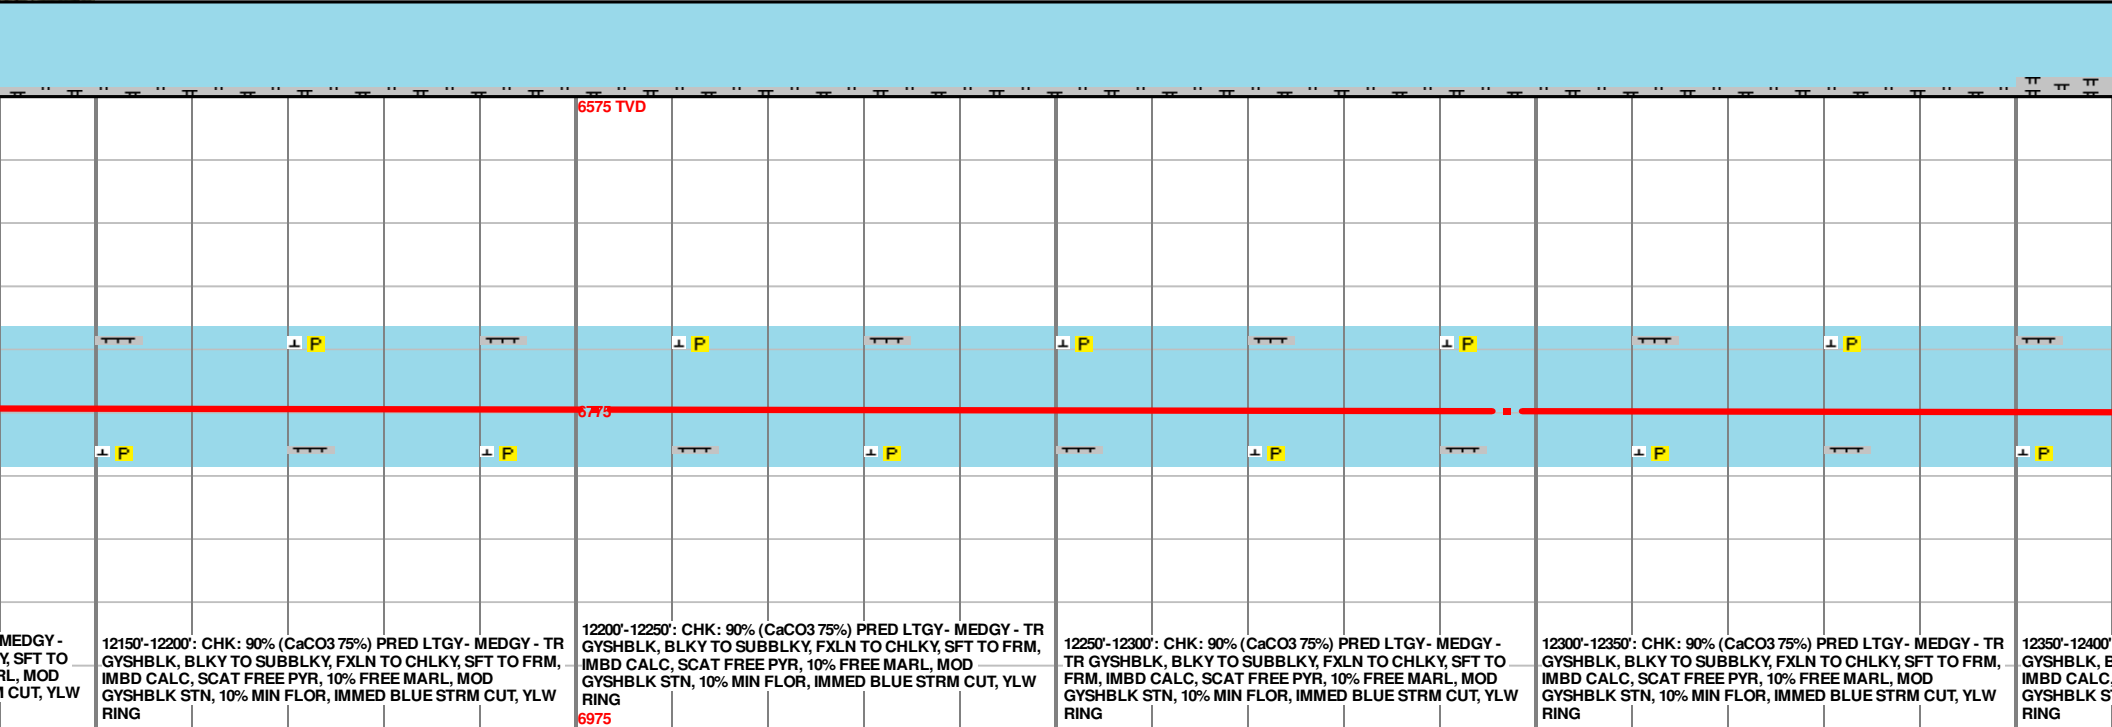 6575 TVD
P
P
P
P
P
6775
P
P
P
P
P
P
MEDGY -
Y, SFT TO
RL, MOD
CUT, YLW
12150'-12200': CHK: 90% (CaCO3 75%) PRED LTGY- MEDGY - TR
GYSHBLK, BLKY TO SUBBLKY, FXLN TO CHLKY, SFT TO FRM,
IMBD CALC, SCAT FREE PYR, 10% FREE MARL, MOD
GYSHBLK STN, 10% MIN FLOR, IMMED BLUE STRM CUT, YLW
RING
12200'-12250': CHK: 90% (CaCO3 75%) PRED LTGY- MEDGY - TR
GYSHBLK, BLKY TO SUBBLKY, FXLN TO CHLKY, SFT TO FRM,
IMBD CALC, SCAT FREE PYR, 10% FREE MARL, MOD
GYSHBLK STN, 10% MIN FLOR, IMMED BLUE STRM CUT, YLW
RING
6975
12250'-12300': CHK: 90% (CaCO3 75%) PRED LTGY- MEDGY -
TR GYSHBLK, BLKY TO SUBBLKY, FXLN TO CHLKY, SFT TO
FRM, IMBD CALC, SCAT FREE PYR, 10% FREE MARL, MOD
GYSHBLK STN, 10% MIN FLOR, IMMED BLUE STRM CUT, YLW
RING
12300'-12350': CHK: 90% (CaCO3 75%) PRED LTGY- MEDGY - TR
GYSHBLK, BLKY TO SUBBLKY, FXLN TO CHLKY, SFT TO FRM,
IMBD CALC, SCAT FREE PYR, 10% FREE MARL, MOD
GYSHBLK STN, 10% MIN FLOR, IMMED BLUE STRM CUT, YLW
RING
12350'-12400'
GYSHBLK, B
IMBD CALC,
GYSHBLK S
RING